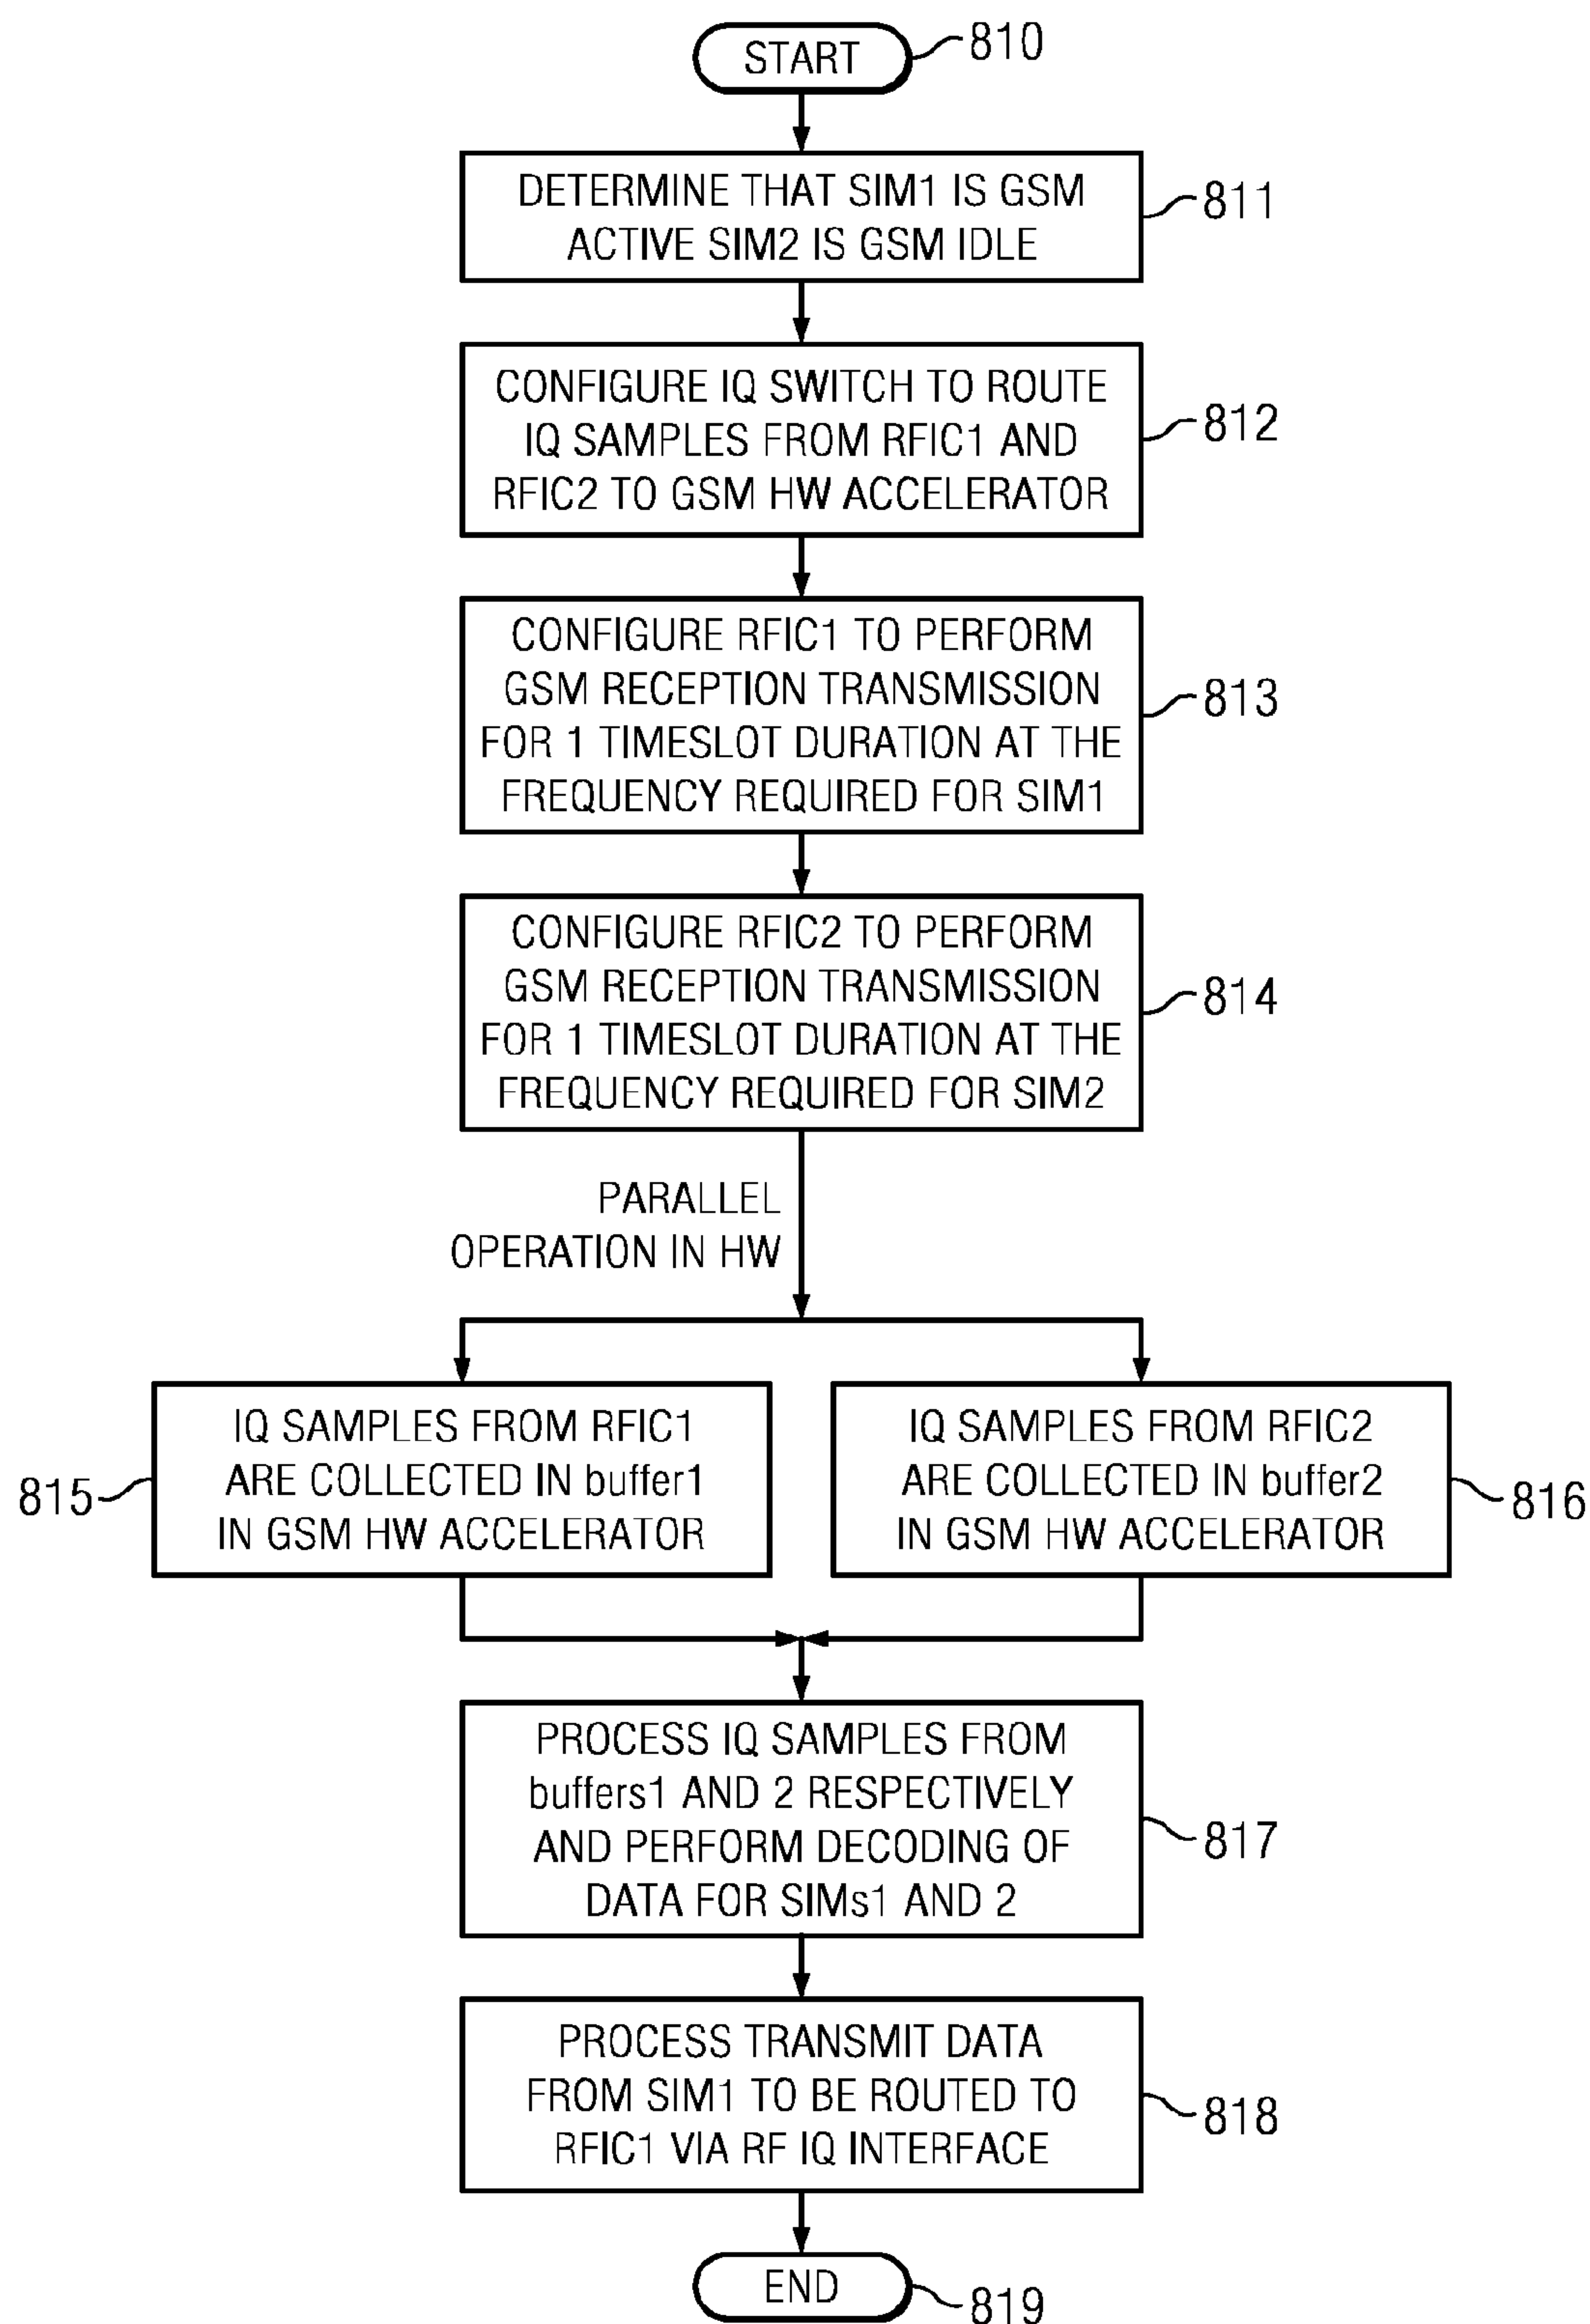 START
810
DETERMINE THAT SIM1 IS GSM
ACTIVE SIM2 IS GSM IDLE
811
CONFIGURE IQ SWITCH TO ROUTE
IQ SAMPLES FROM RFIC1 AND
RFIC2 TO GSM HW ACCELERATOR
812
CONFIGURE RFIC1 TO PERFORM
GSM RECEPTION TRANSMISSION
FOR 1 TIMESLOT DURATION AT THE
FREQUENCY REQUIRED FOR SIM1
813
CONFIGURE RFIC2 TO PERFORM
GSM RECEPTION TRANSMISSION
FOR 1 TIMESLOT DURATION AT THE
FREQUENCY REQUIRED FOR SIM2
814
PARALLEL
OPERATION IN HW
IQ SAMPLES FROM RFIC1
ARE COLLECTED IN buffer1
IN GSM HW ACCELERATOR
815
IQ SAMPLES FROM RFIC2
ARE COLLECTED IN buffer2
IN GSM HW ACCELERATOR
816
PROCESS IQ SAMPLES FROM
buffers1 AND 2 RESPECTIVELY
AND PERFORM DECODING OF
DATA FOR SIMs1 AND 2
817
PROCESS TRANSMIT DATA
FROM SIM1 TO BE ROUTED TO
RFIC1 VIA RF IQ INTERFACE
818
END
819